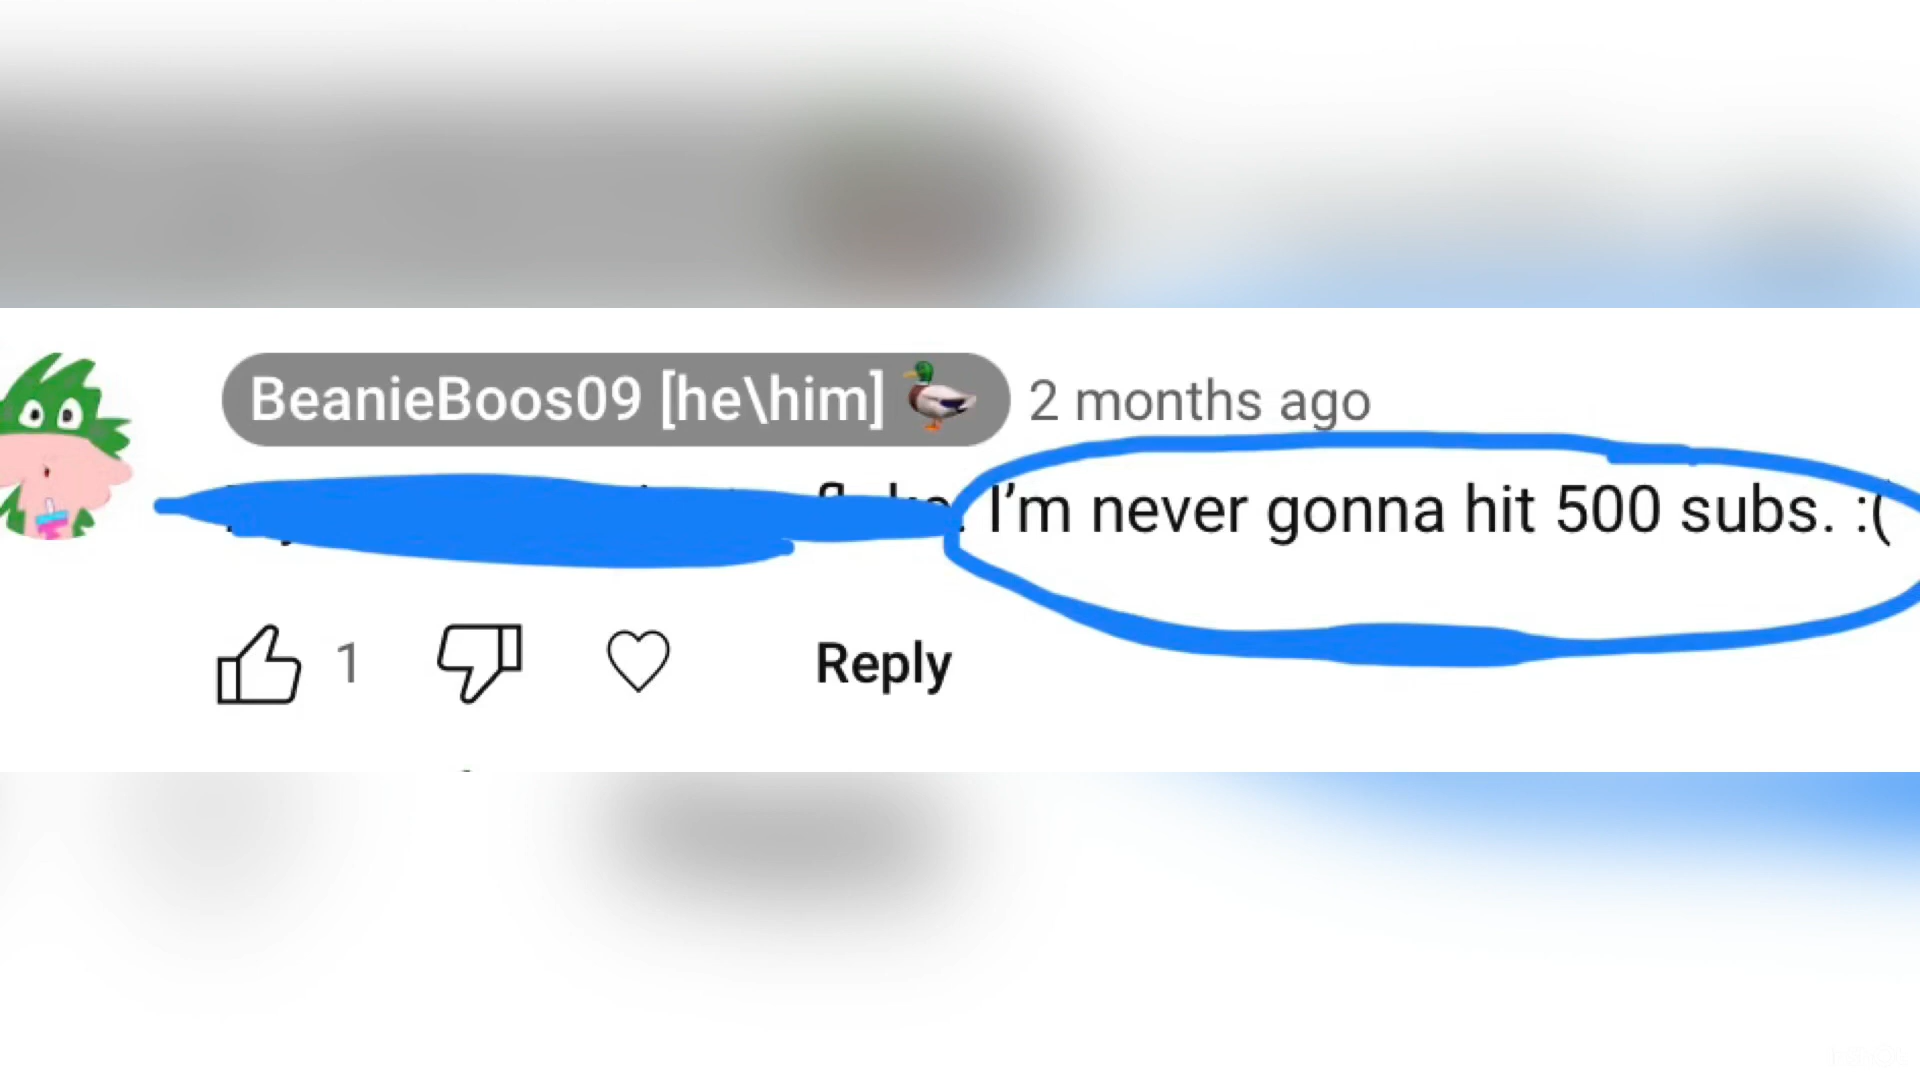 BeanieBoos09 [he\him] 🦆 2 months ago
I'm never gonna hit 500 subs. :(
1 Reply